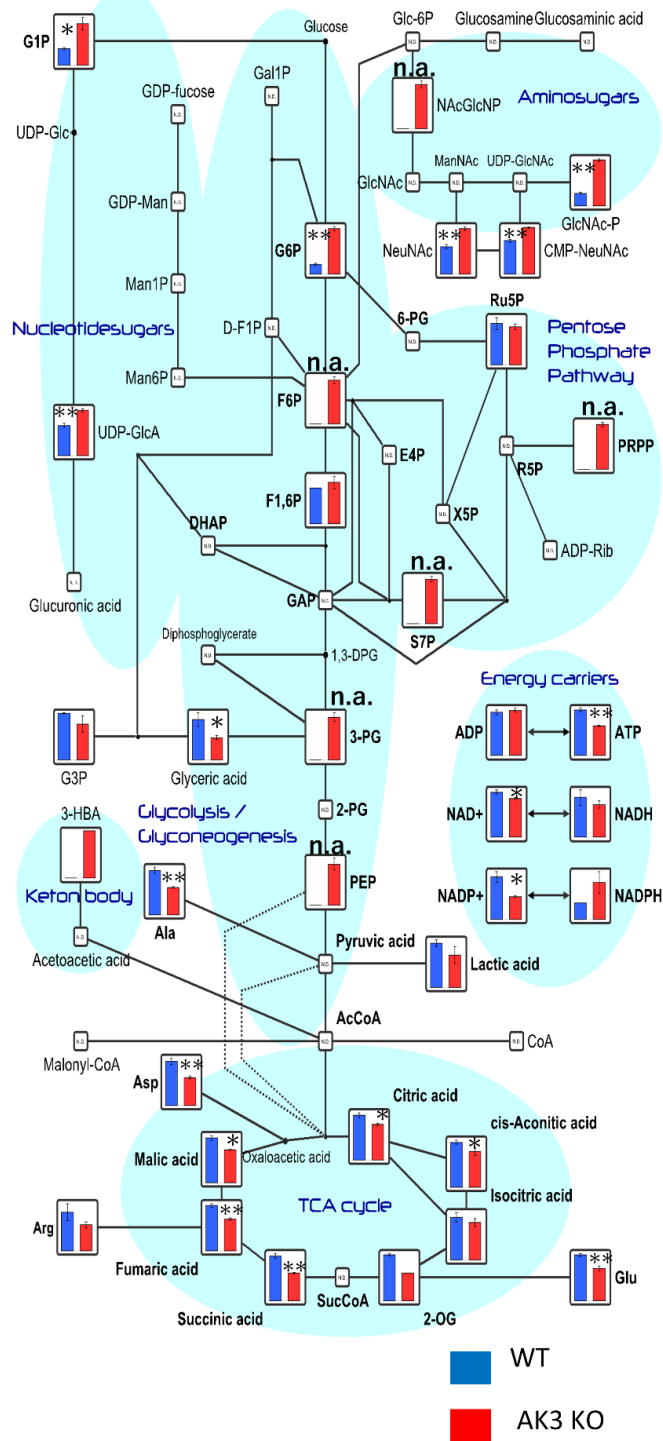 Glc-6P Glucosamine Glucosaminic acid
G1P * Glucose
N.D. N.D. N.D.
n.a.
Gal1P
N.D.
GDP-fucose
N.D.
NAcGlcNP
Aminosugars
UDP-Glc
ManNAc UDP-GlcNAc **
GlcNAc N.D. N.D. N.D.
GDP-Man N.D.
GlcNAc-P
G6P ** NeuNAc ** ** CMP-NeuNAc
Man1P N.D.
Ru5P
6-PG
Nucleotidesugars D-F1P N.D. N.D.
Pentose
Phosphate
Pathway
n.a.
Man6P N.D.
F6P
n.a.
** UDP-GlcA
PRPP
N.D. E4P
N.D. R5P
F1,6P
DHAP N.D. X5P
N.D.
N.D. ADP-Rib
n.a.
Glucuronic acid
GAP
S7P
Diphosphoglycerate
N.D. 1,3-DPG
Energy carriers
n.a.
ADP ** ATP
* 3-PG
G3P Glyceric acid
NAD+ * NADH
3-HBA
Glycolysis /
Glyconeogenesis
N.D. 2-PG
n.a.
NADP+ * NADPH
Keton body ** PEP
Ala
Pyruvic acid
N.D. N.D. Lactic acid
Acetoacetic acid
AcCoA
N.D. N.D. N.D. CoA
Malonyl-CoA
Asp **
Citric acid
* cis-Aconitic acid
Malic acid * Oxaloacetic acid *
Isocitric acid
TCA cycle
Arg **
Fumaric acid
** N.D. ** Glu
SucCoA
Succinic acid 2-OG
WT
AK3 KO